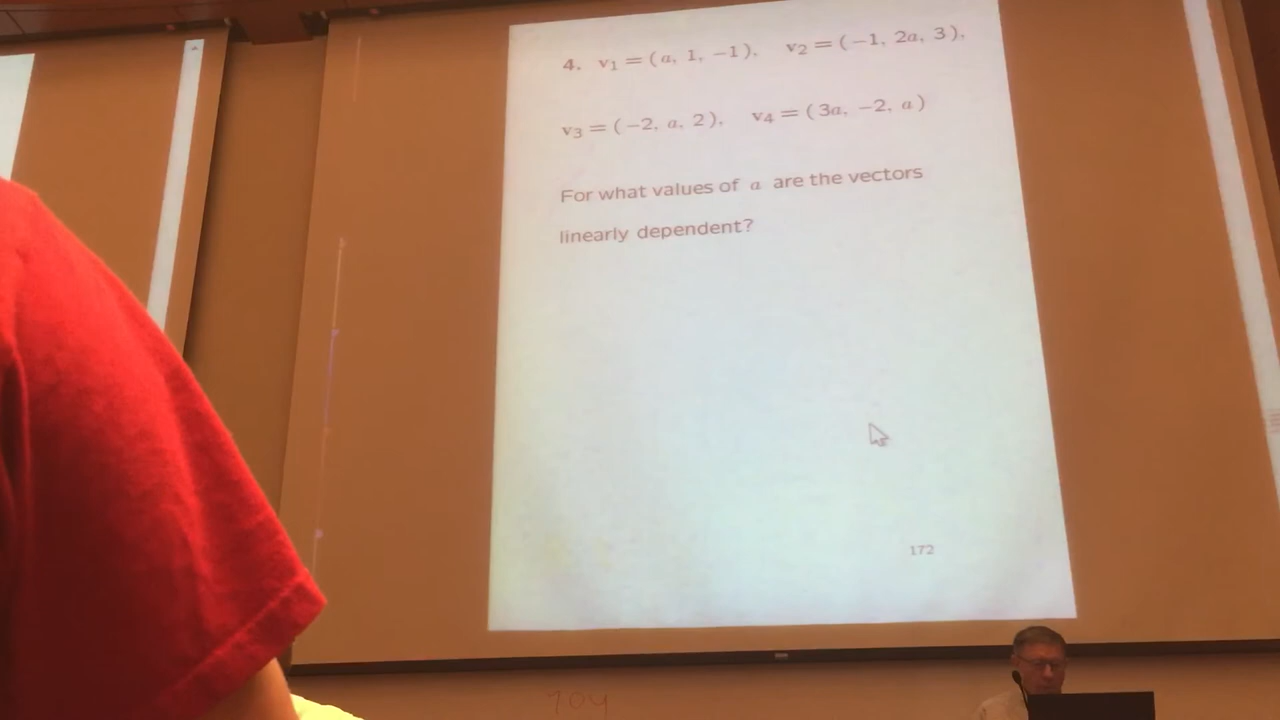 4. v₁ = (a, 1, −1), v₂ = (−1, 2a, 3),
v₃ = (−2, a, 2), v₄ = (3a, −2, a)
For what values of a are the vectors
linearly dependent?
172
704